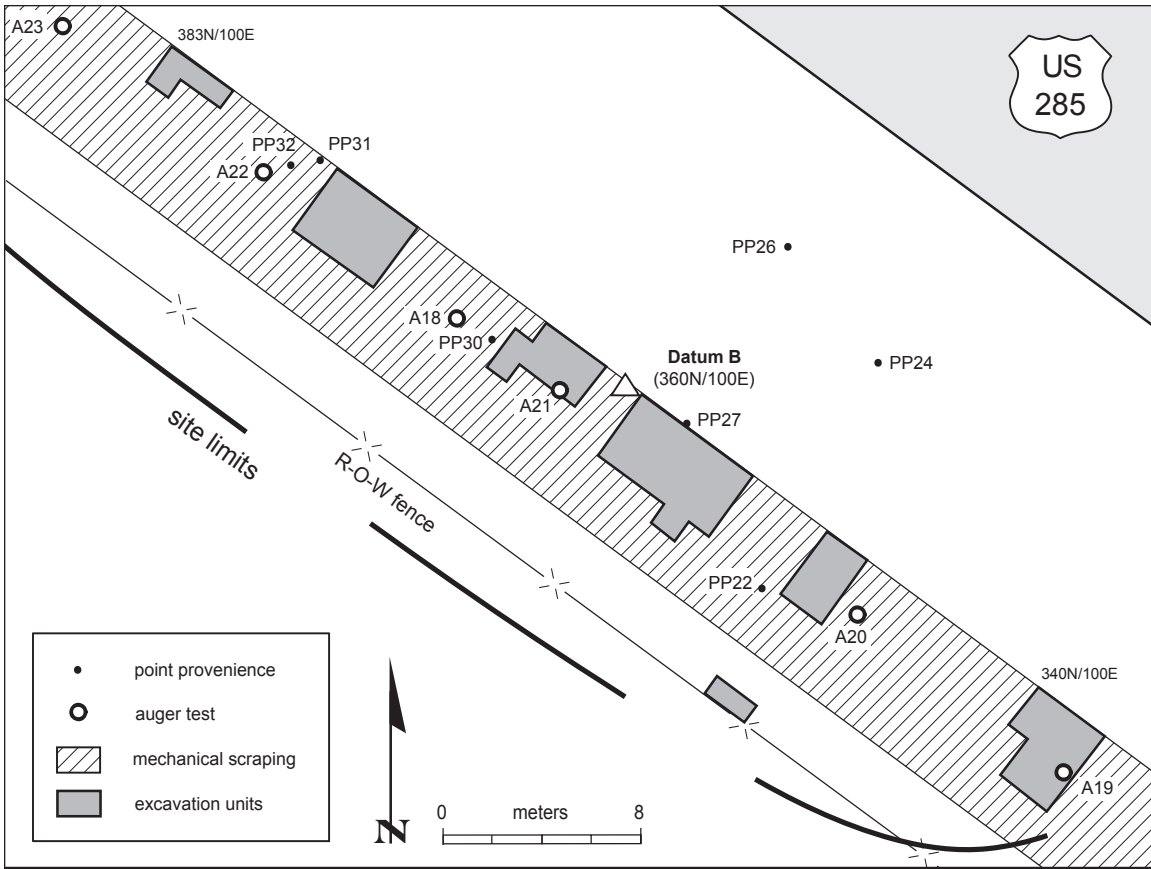 A23
383N/100E
US
285
PP32
PP31
A22
PP26
A18
PP30
Datum B
(360N/100E)
PP24
A21
PP27
site limits
R-O-W fence
PP22
A20
340N/100E
A19
point provenience
auger test
mechanical scraping
excavation units
N
0 meters 8